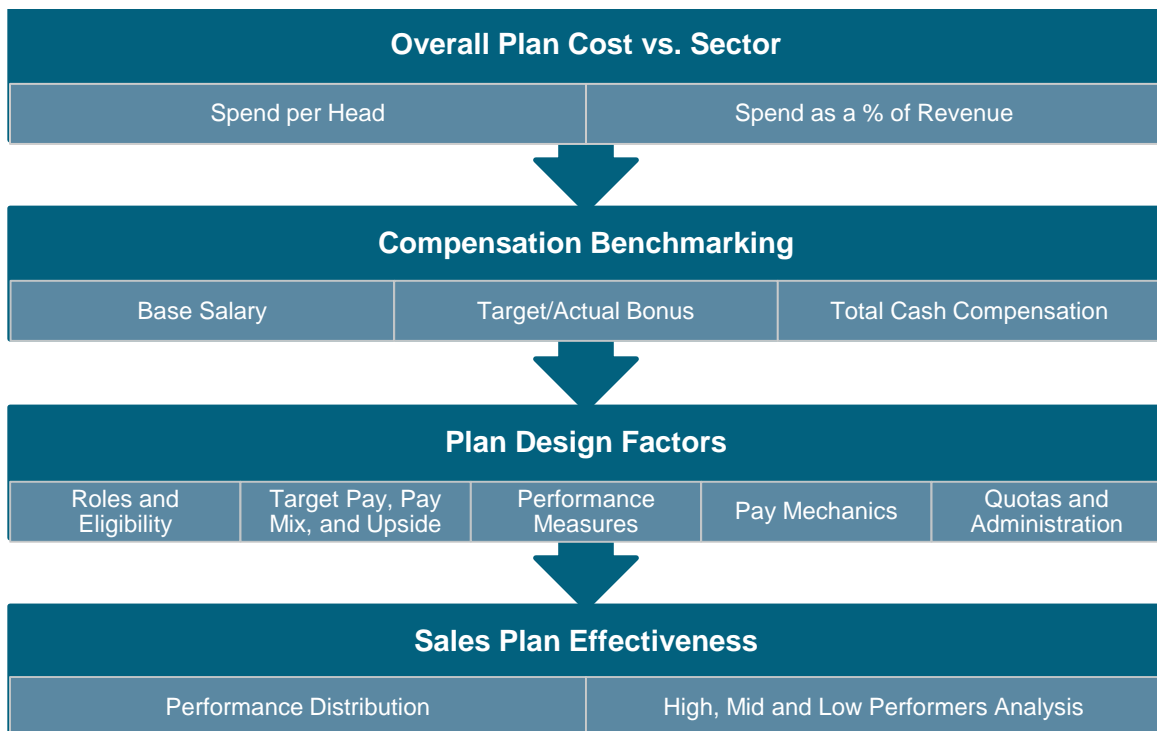 Overall Plan Cost vs. Sector
Spend per Head
Spend as a % of Revenue
Compensation Benchmarking
Base Salary
Target/Actual Bonus
Total Cash Compensation
Plan Design Factors
Roles and
Eligibility
Target Pay, Pay
Mix, and Upside
Performance
Measures
Pay Mechanics
Quotas and
Administration
Sales Plan Effectiveness
Performance Distribution
High, Mid and Low Performers Analysis